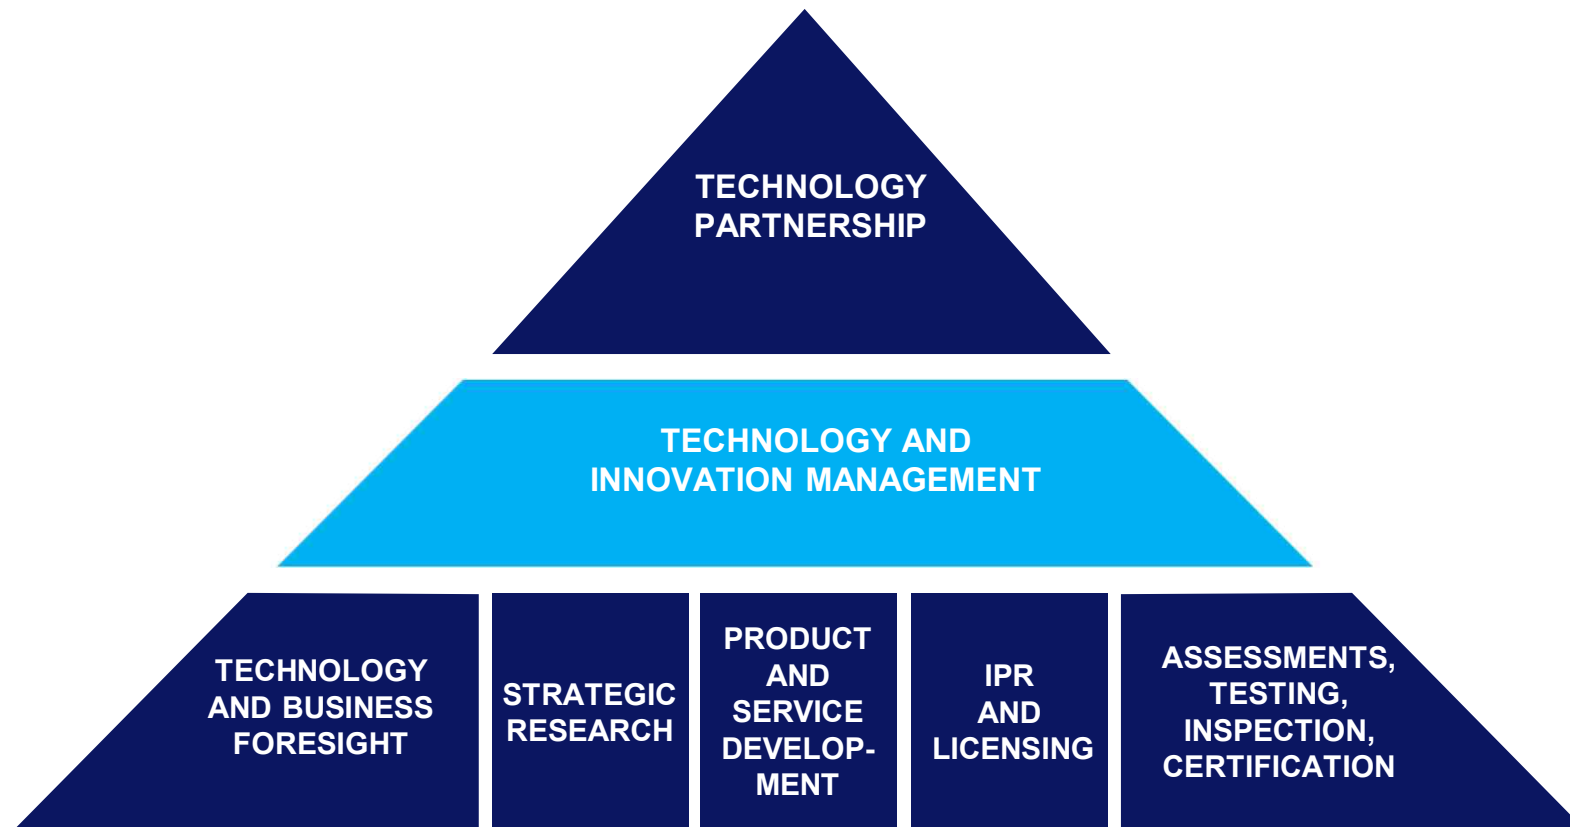 TECHNOLOGY
PARTNERSHIP
TECHNOLOGY AND
INNOVATION MANAGEMENT
TECHNOLOGY
AND BUSINESS
FORESIGHT
STRATEGIC
RESEARCH
PRODUCT
AND
SERVICE
DEVELOP-
MENT
IPR
AND
LICENSING
ASSESSMENTS,
TESTING,
INSPECTION,
CERTIFICATION